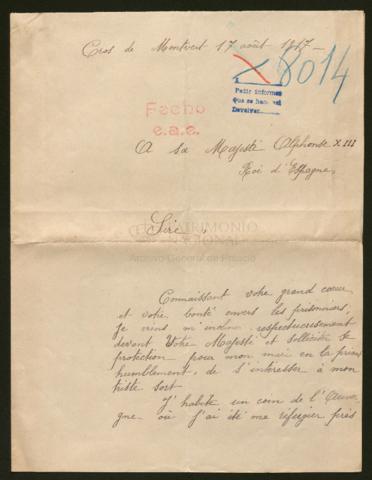 Cros de Montvert 17 août 1917 -
8014
Pedir informes
que se han
Devolver
Fecho
e.a.e.
A sa Majesté Alphonse XIII
Roi d'Espagne
Sire,
PATRIMONIO
NACIONAL
Archivo General de Palacio
Connaissant votre grand cœur
et votre bonté envers les prisonniers,
je viens m'incliner respectueusement
devant Votre Majesté et solliciter Sa
protection pour mon mari en la priant
humblement, de s'intéresser à mon
triste sort
J'habite un coin de l'Auver-
gne où j'ai été me réfugier près